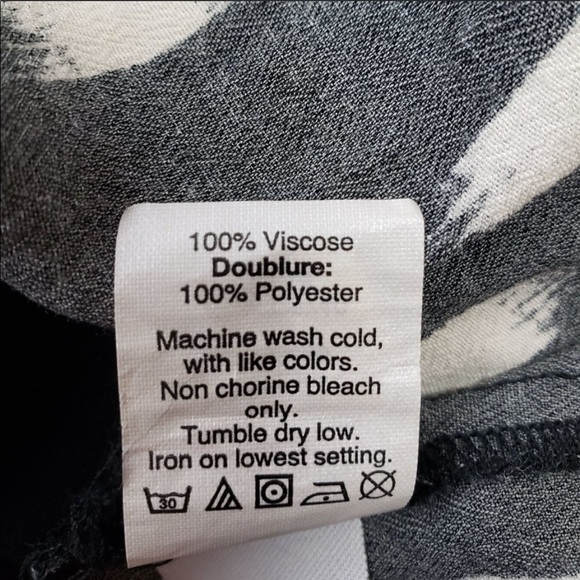 100% Viscose
Doublure:
100% Polyester
Machine wash cold,
with like colors.
Non chorine bleach
only.
Tumble dry low.
Iron on lowest setting.
30